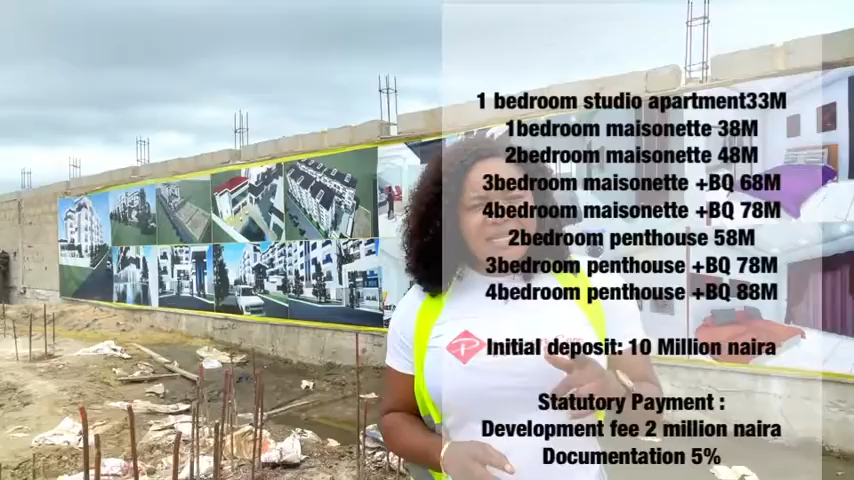 1 bedroom studio apartment33M
1bedroom maisonette 38M
2bedroom maisonette 48M
3bedroom maisonette +BQ 68M
4bedroom maisonette +BQ 78M
2bedroom penthouse 58M
3bedroom penthouse +BQ 78M
4bedroom penthouse +BQ 88M
Initial deposit: 10 Million naira
Statutory Payment :
Development fee 2 million naira
Documentation 5%